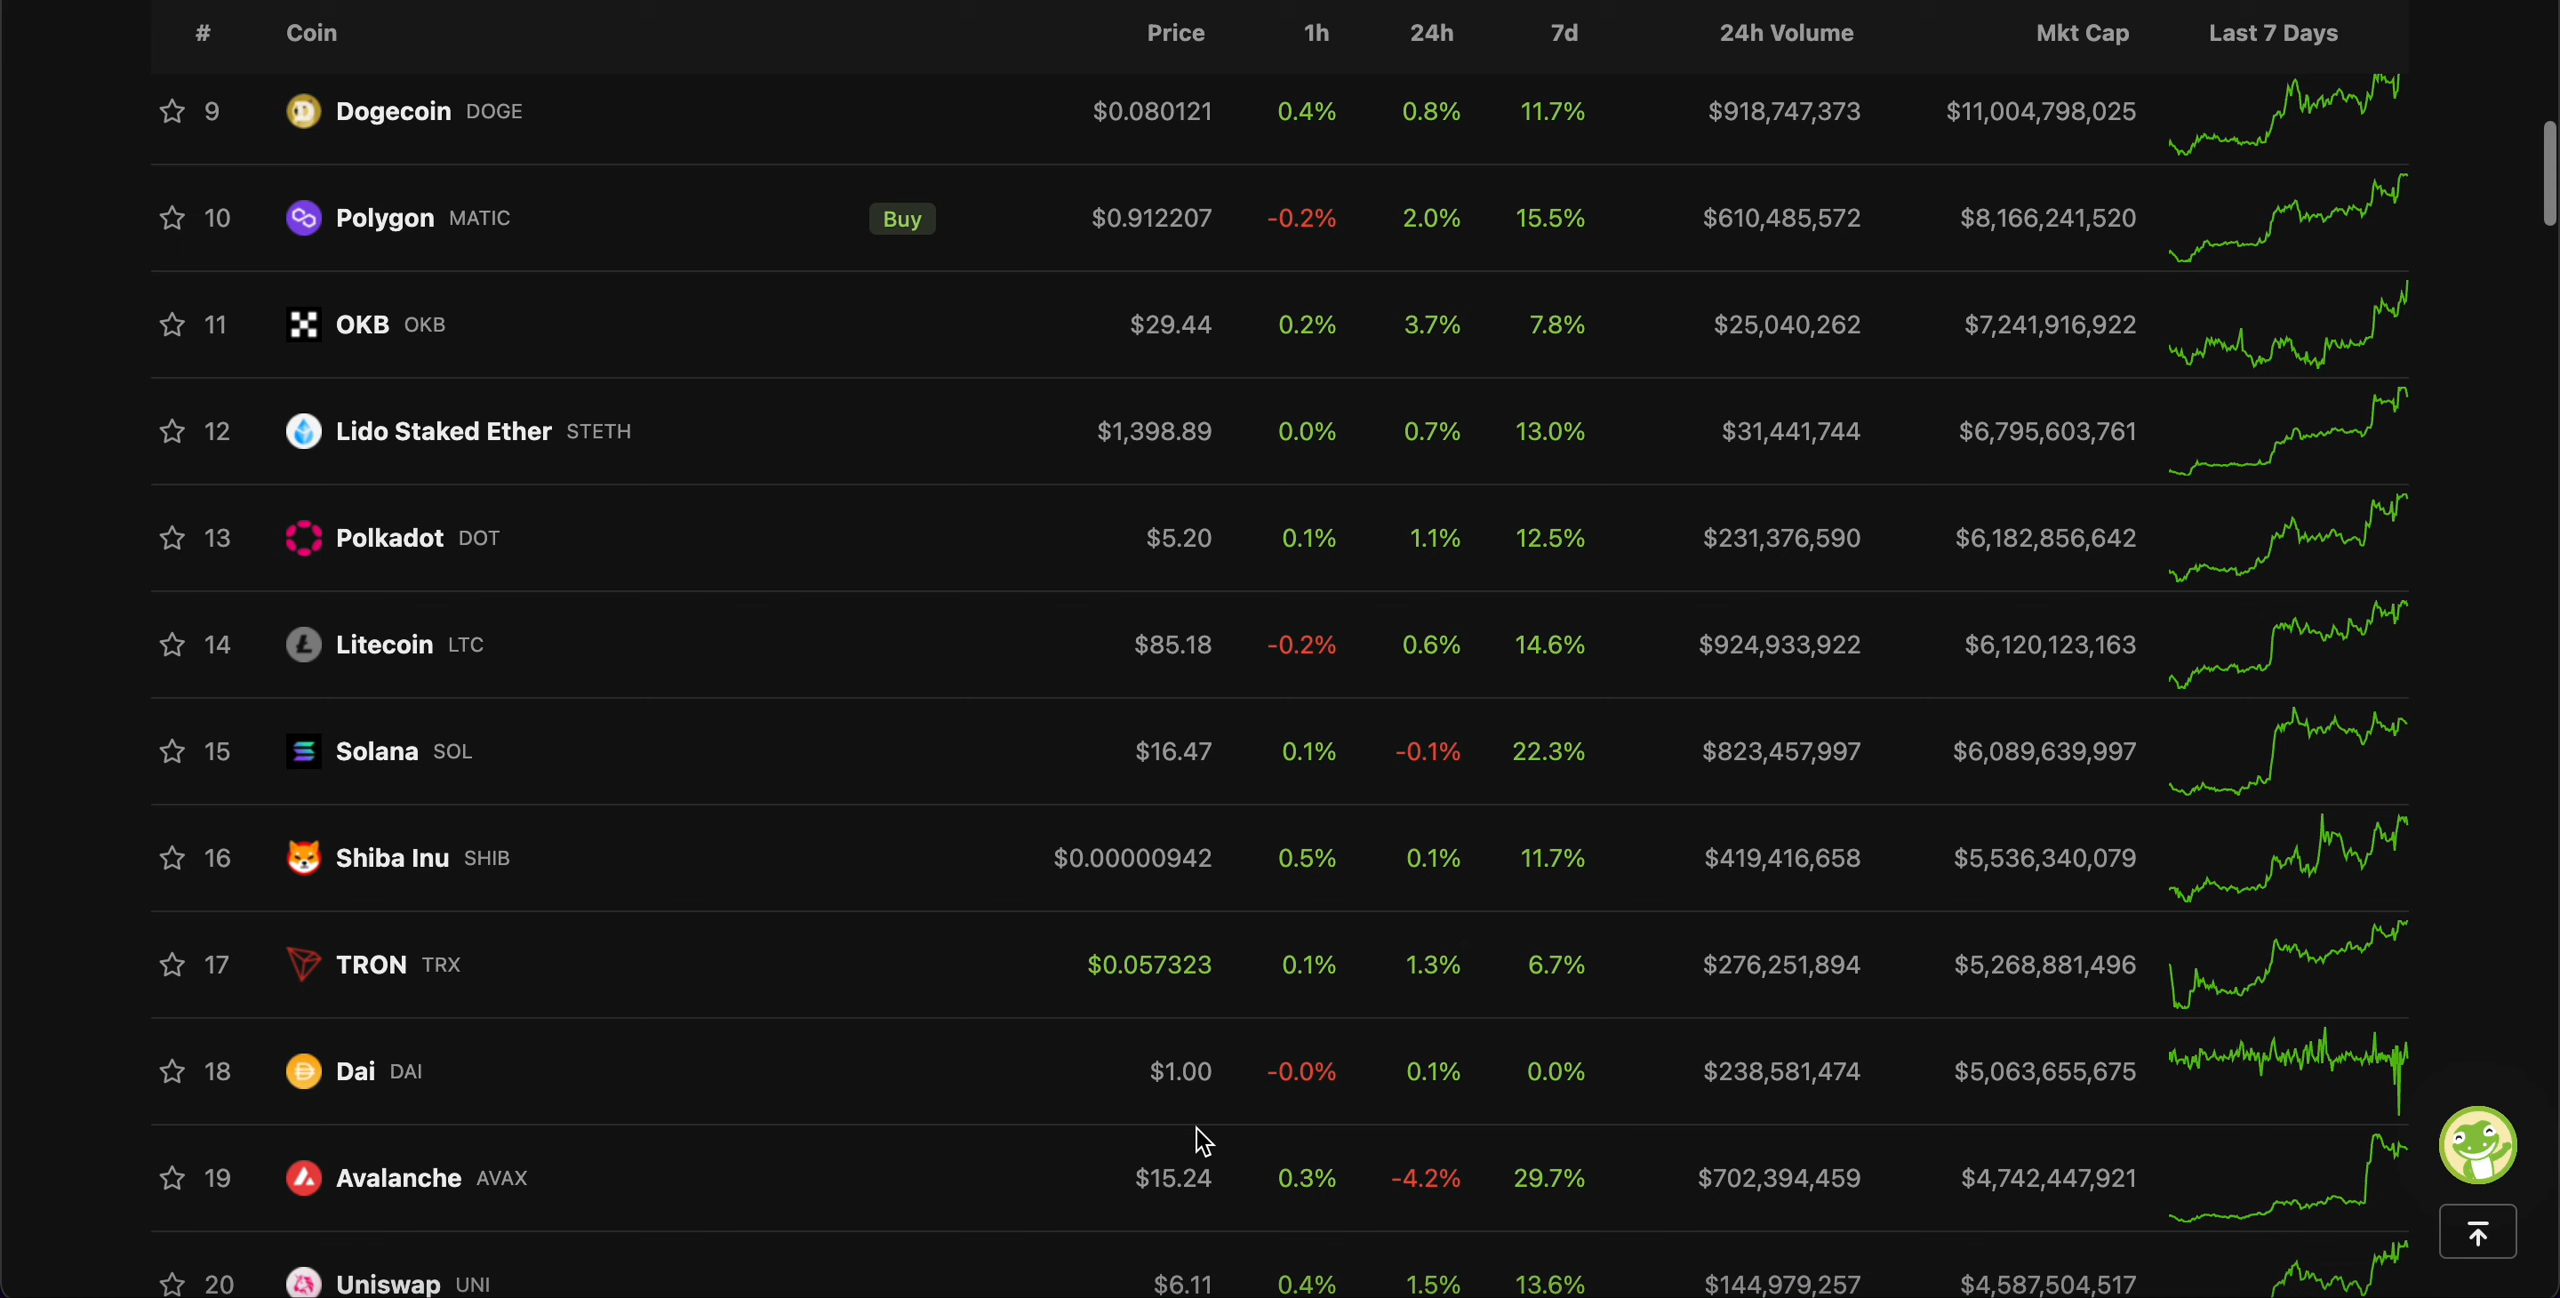 # Coin Price 1h 24h 7d 24h Volume Mkt Cap Last 7 Days
9 Dogecoin DOGE $0.080121 0.4% 0.8% 11.7% $918,747,373 $11,004,798,025
10 Polygon MATIC Buy $0.912207 -0.2% 2.0% 15.5% $610,485,572 $8,166,241,520
11 OKB OKB $29.44 0.2% 3.7% 7.8% $25,040,262 $7,241,916,922
12 Lido Staked Ether STETH $1,398.89 0.0% 0.7% 13.0% $31,441,744 $6,795,603,761
13 Polkadot DOT $5.20 0.1% 1.1% 12.5% $231,376,590 $6,182,856,642
14 Litecoin LTC $85.18 -0.2% 0.6% 14.6% $924,933,922 $6,120,123,163
15 Solana SOL $16.47 0.1% -0.1% 22.3% $823,457,997 $6,089,639,997
16 Shiba Inu SHIB $0.00000942 0.5% 0.1% 11.7% $419,416,658 $5,536,340,079
17 TRON TRX $0.057323 0.1% 1.3% 6.7% $276,251,894 $5,268,881,496
18 Dai DAI $1.00 -0.0% 0.1% 0.0% $238,581,474 $5,063,655,675
19 Avalanche AVAX $15.24 0.3% -4.2% 29.7% $702,394,459 $4,742,447,921
20 Uniswap UNI $6.11 0.4% 1.5% 13.6% $144,979,257 $4,587,504,517